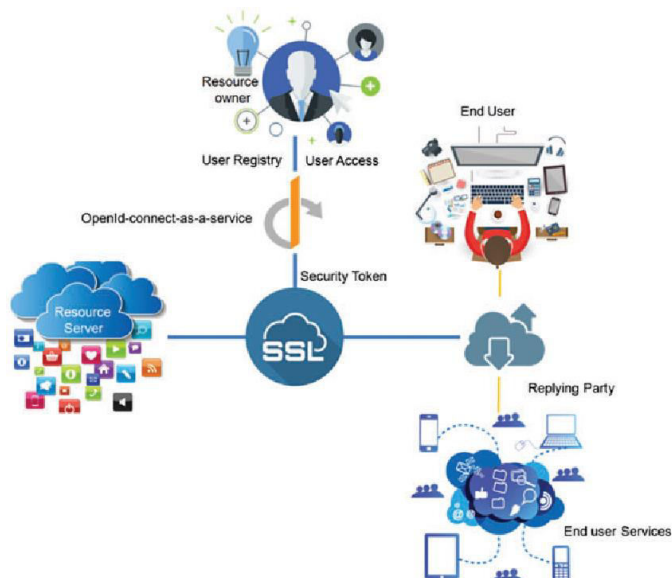 Resource
owner
End User
User Registry
User Access
OpenId-connect-as-a-service
Security Token
Resource
Server
SSL
Replying Party
End user Services